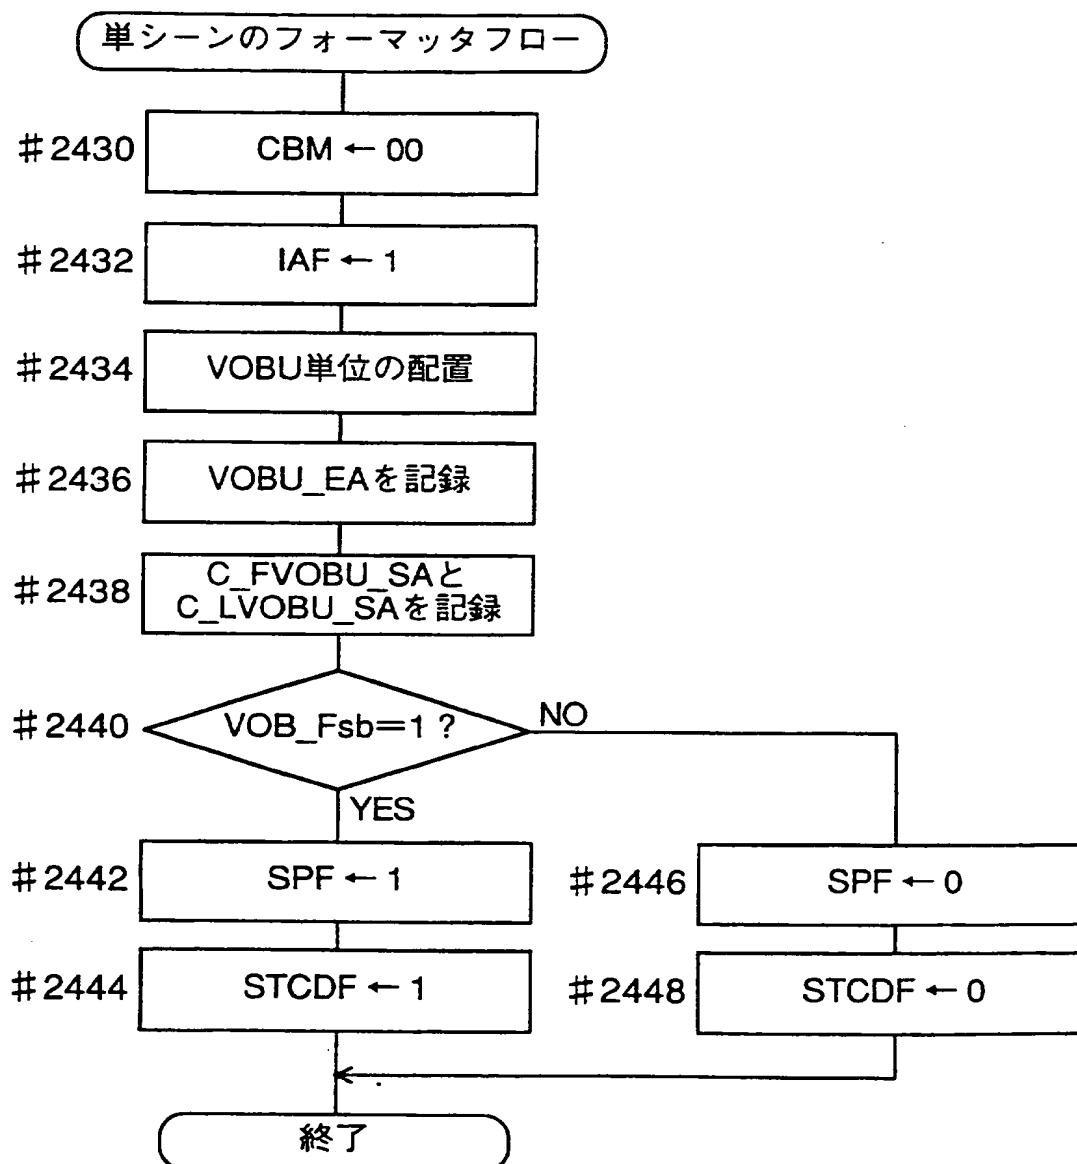 単シーンのフォーマッタフロー
#2430
CBM ← 00
#2432
IAF ← 1
#2434
VOBU単位の配置
#2436
VOBU_EAを記録
#2438
C_FVOBU_SAと
C_LVOBU_SAを記録
#2440
VOB_Fsb=1 ?
NO
YES
#2442
SPF ← 1
#2446
SPF ← 0
#2444
STCDF ← 1
#2448
STCDF ← 0
終了